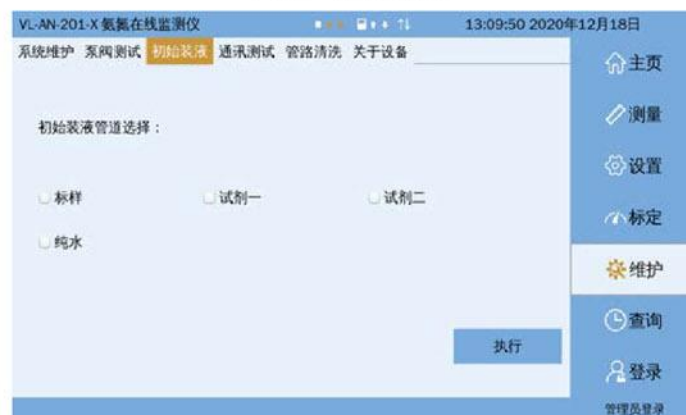 VL-AN-201-X 氨氮在线监测仪 13:09:50 2020年12月18日
系统维护 泵阀测试 初始装液 通讯测试 管路清洗 关于设备
主页
测量
初始装液管道选择：
设置
标样 试剂一 试剂二
标定
纯水
维护
查询
执行
登录
管理员登录